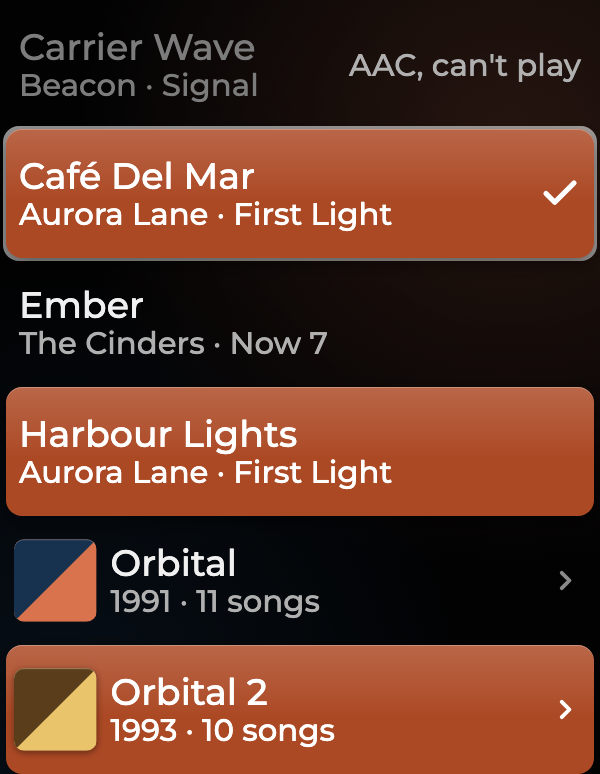 Carrier Wave
Beacon · Signal
AAC, can't play
Café Del Mar
Aurora Lane · First Light
Ember
The Cinders · Now 7
Harbour Lights
Aurora Lane · First Light
Orbital
1991 · 11 songs
Orbital 2
1993 · 10 songs